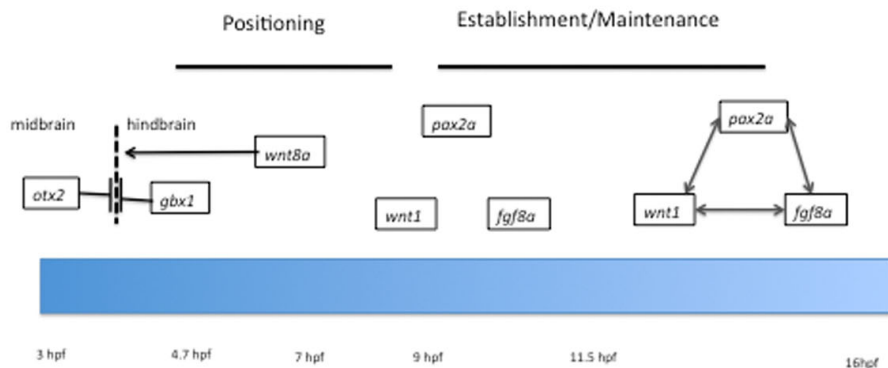 Positioning
Establishment/Maintenance
midbrain
hindbrain
pax2a
pax2a
wnt8a
otx2
gbx1
wnt1
fgf8a
wnt1
fgf8a
3 hpf
4.7 hpf
7 hpf
9 hpf
11.5 hpf
16hpf